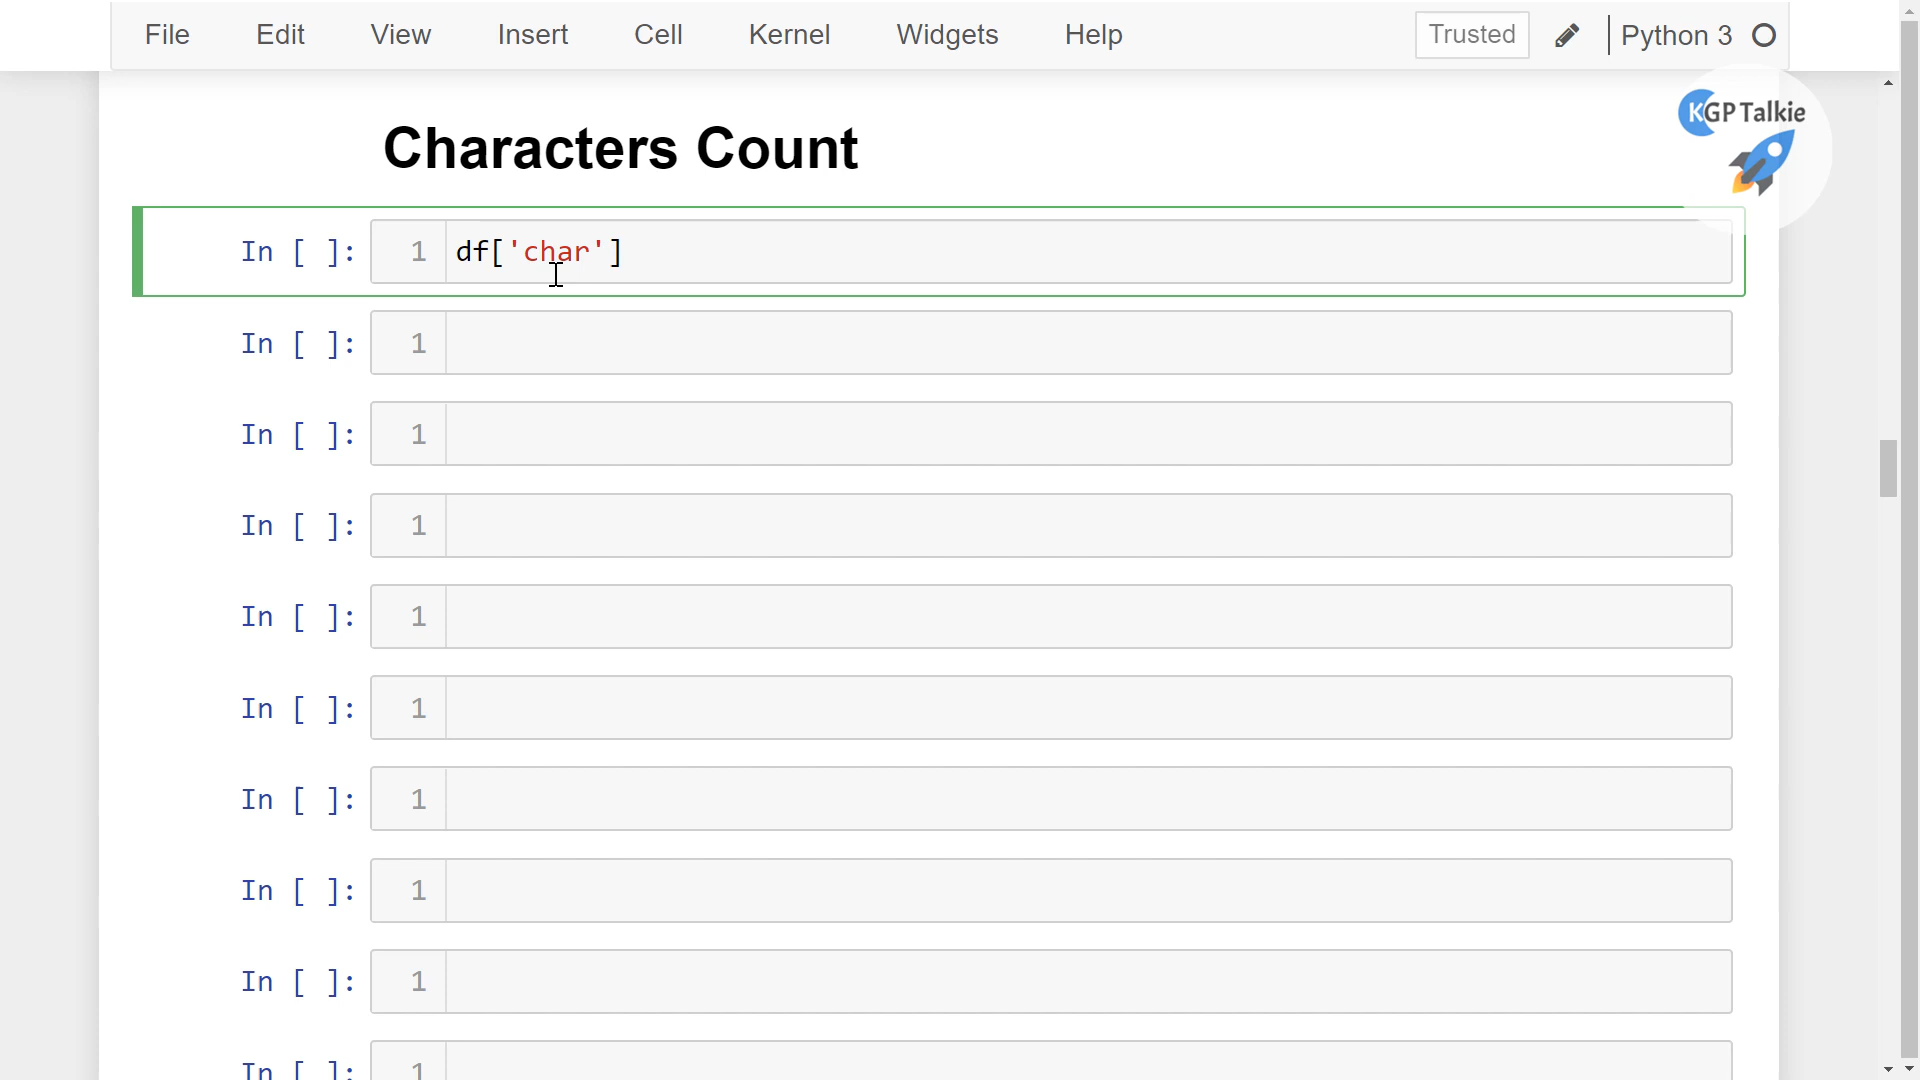 File Edit View Insert Cell Kernel Widgets Help Trusted Python 3
KGP Talkie
Characters Count
In [ ]: 1 df['char']
In [ ]: 1
In [ ]: 1
In [ ]: 1
In [ ]: 1
In [ ]: 1
In [ ]: 1
In [ ]: 1
In [ ]: 1
In [ ]: 1